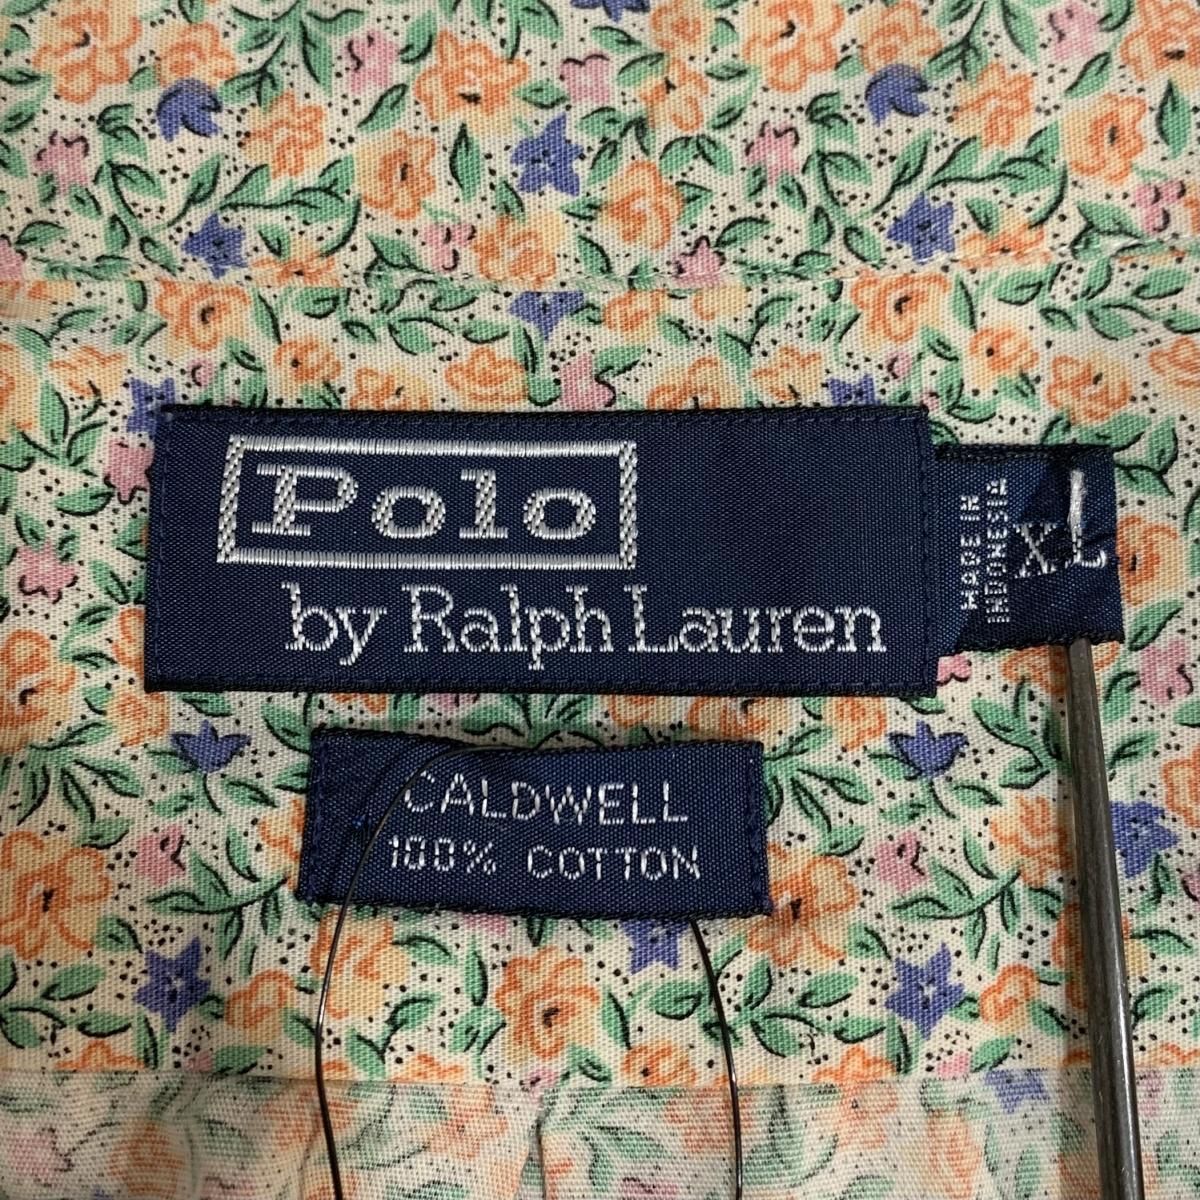 Polo
by Ralph Lauren
MADE IN
INDONESIA
XL
CALDWELL
100% COTTON